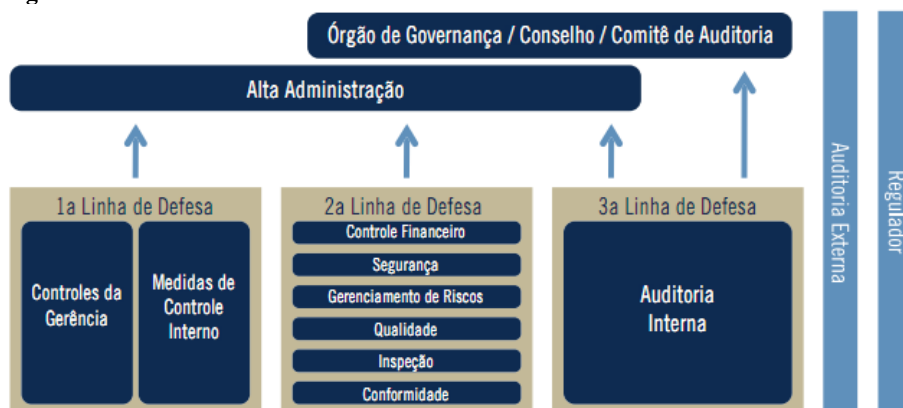 Órgão de Governança / Conselho / Comitê de Auditoria
Alta Administração
1a Linha de Defesa
Controles da
Gerência
Medidas de
Controle
Interno
2a Linha de Defesa
Controle Financeiro
Segurança
Gerenciamento de Riscos
Qualidade
Inspeção
Conformidade
3a Linha de Defesa
Auditoria
Interna
Auditoria Externa
Regulador